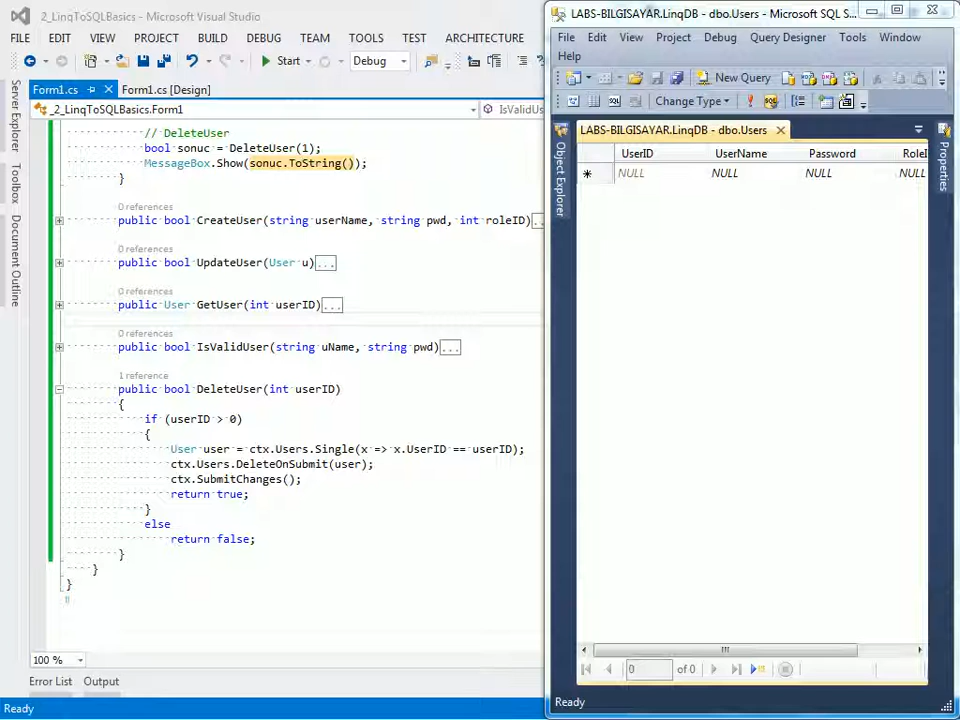 2_LinqToSQLBasics - Microsoft Visual Studio
FILE EDIT VIEW PROJECT BUILD DEBUG TEAM TOOLS TEST ARCHITECTURE
Start Debug
Form1.cs Form1.cs [Design]
_2_LinqToSQLBasics.Form1 IsValidUs
Server Explorer
Toolbox
Document Outline
// DeleteUser
bool sonuc = DeleteUser(1);
MessageBox.Show(sonuc.ToString());
}
0 references
public bool CreateUser(string userName, string pwd, int roleID)...
0 references
public bool UpdateUser(User u)...
0 references
public User GetUser(int userID)...
0 references
public bool IsValidUser(string uName, string pwd)...
1 reference
public bool DeleteUser(int userID)
{
if (userID > 0)
{
User user = ctx.Users.Single(x => x.UserID == userID);
ctx.Users.DeleteOnSubmit(user);
ctx.SubmitChanges();
return true;
}
else
return false;
}
}
}
100 %
Error List Output
Ready
LABS-BILGISAYAR.LinqDB - dbo.Users - Microsoft SQL S...
File Edit View Project Debug Query Designer Tools Window
Help
New Query
SQL Change Type
LABS-BILGISAYAR.LinqDB - dbo.Users
Object Explorer
Properties
UserID UserName Password RoleI
NULL NULL NULL NULL
0 of 0
Ready